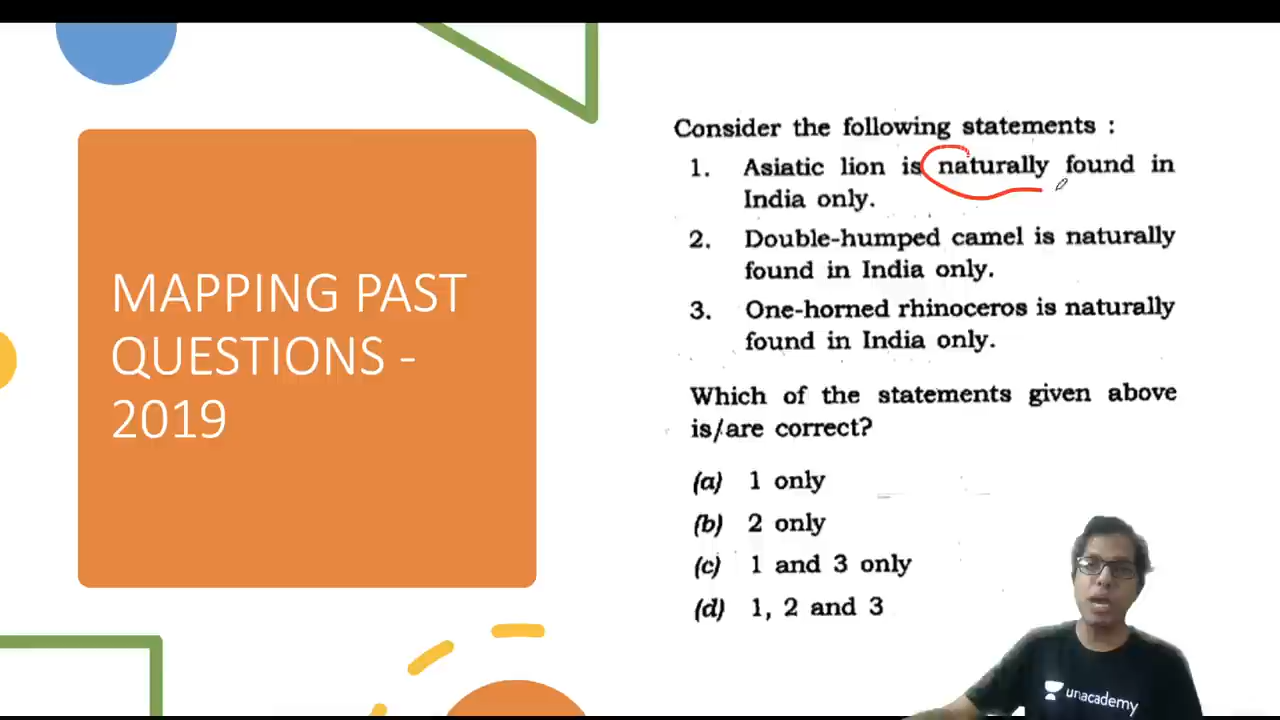 MAPPING PAST
QUESTIONS -
2019
Consider the following statements :
1. Asiatic lion is naturally found in
India only.
2. Double-humped camel is naturally
found in India only.
3. One-horned rhinoceros is naturally
found in India only.
Which of the statements given above
is/are correct?
(a) 1 only
(b) 2 only
(c) 1 and 3 only
(d) 1, 2 and 3
unacademy